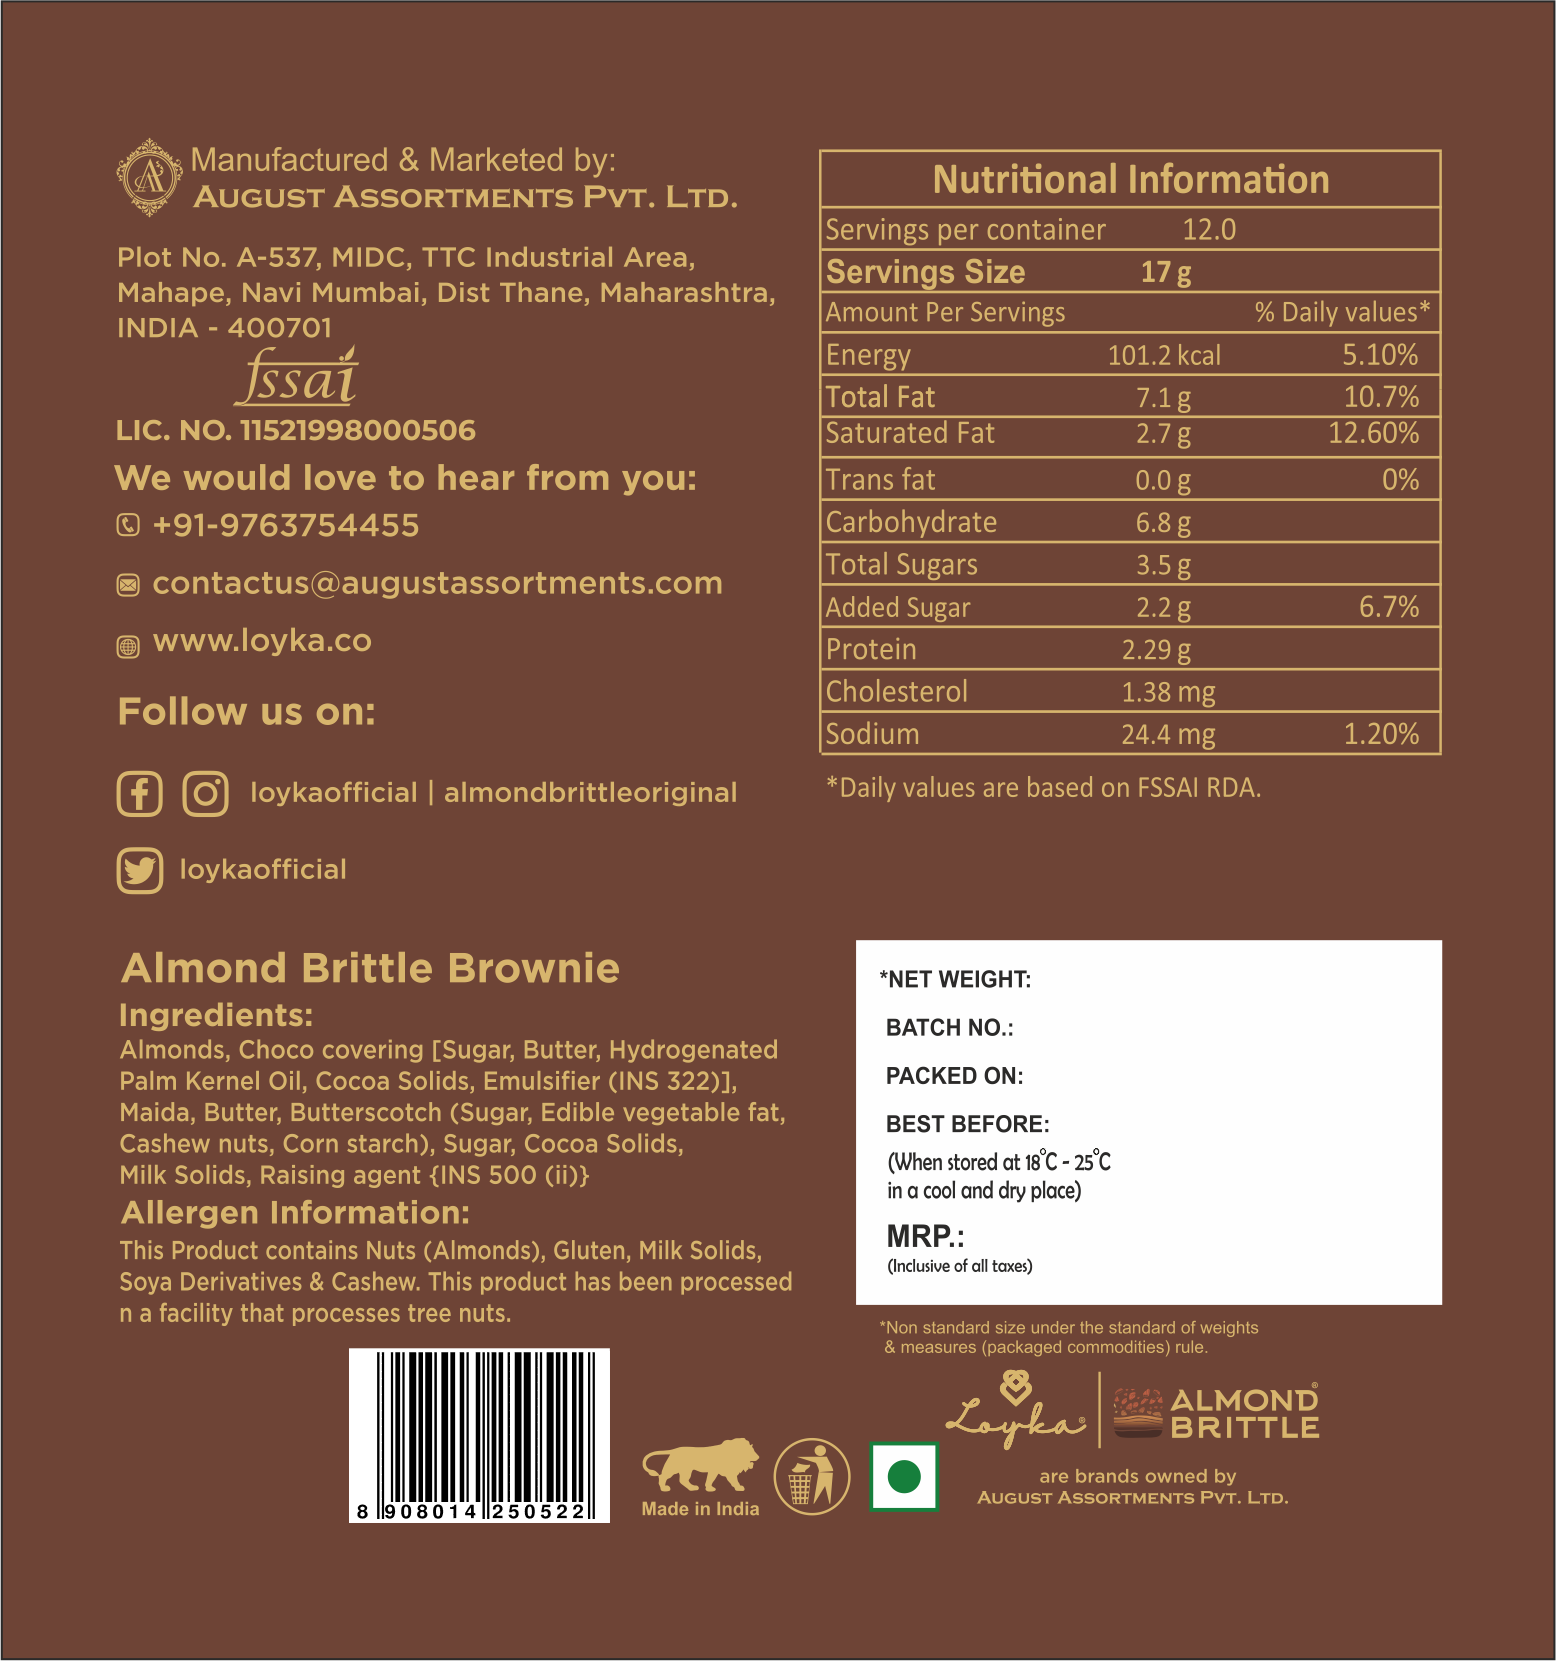 Manufactured & Marketed by:
AUGUST ASSORTMENTS PVT. LTD.
Plot No. A-537, MIDC, TTC Industrial Area,
Mahape, Navi Mumbai, Dist Thane, Maharashtra,
INDIA - 400701
fssai
LIC. NO. 11521998000506
We would love to hear from you:
+91-9763754455
contactus@augustassortments.com
www.loyka.co
Follow us on:
loykaofficial | almondbrittleoriginal
loykaofficial
Nutritional Information
Servings per container 12.0
Servings Size 17 g
Amount Per Servings % Daily values*
Energy 101.2 kcal 5.10%
Total Fat 7.1 g 10.7%
Saturated Fat 2.7 g 12.60%
Trans fat 0.0 g 0%
Carbohydrate 6.8 g
Total Sugars 3.5 g
Added Sugar 2.2 g 6.7%
Protein 2.29 g
Cholesterol 1.38 mg
Sodium 24.4 mg 1.20%
*Daily values are based on FSSAI RDA.
Almond Brittle Brownie
Ingredients:
Almonds, Choco covering [Sugar, Butter, Hydrogenated
Palm Kernel Oil, Cocoa Solids, Emulsifier (INS 322)],
Maida, Butter, Butterscotch (Sugar, Edible vegetable fat,
Cashew nuts, Corn starch), Sugar, Cocoa Solids,
Milk Solids, Raising agent {INS 500 (ii)}
Allergen Information:
This Product contains Nuts (Almonds), Gluten, Milk Solids,
Soya Derivatives & Cashew. This product has been processed
n a facility that processes tree nuts.
8 908014 250522
Made in India
*NET WEIGHT:
BATCH NO.:
PACKED ON:
BEST BEFORE:
(When stored at 18°C - 25°C
in a cool and dry place)
MRP.:
(Inclusive of all taxes)
*Non standard size under the standard of weights
& measures (packaged commodities) rule.
Loyka® | ALMOND®
BRITTLE
are brands owned by
AUGUST ASSORTMENTS PVT. LTD.